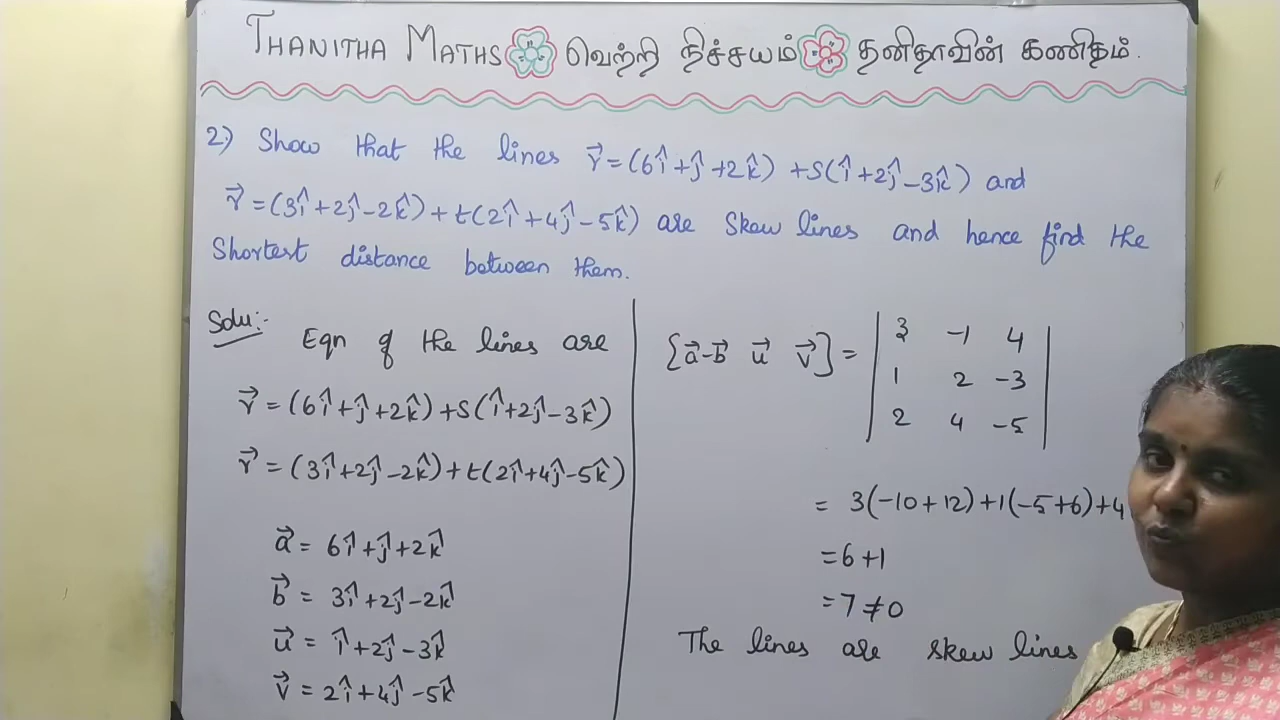 THANITHA MATHS வெற்றி நிச்சயம் தனிதாவின் கணிதம்.
2) Show that the lines r⃗ = (6î+ĵ+2k̂) + s(î+2ĵ-3k̂) and
r⃗ = (3î+2ĵ-2k̂) + t(2î+4ĵ-5k̂) are skew lines and hence find the
Shortest distance between them.
Solu:-
Eqn of the lines are
r⃗ = (6î+ĵ+2k̂)+s(î+2ĵ-3k̂)
r⃗ = (3î+2ĵ-2k̂)+t(2î+4ĵ-5k̂)
a⃗ = 6î+ĵ+2k̂
b⃗ = 3î+2ĵ-2k̂
u⃗ = î+2ĵ-3k̂
v⃗ = 2î+4ĵ-5k̂
[a⃗-b⃗ u⃗ v⃗] = | 3 -1 4 |
| 1 2 -3 |
| 2 4 -5 |
= 3(-10+12)+1(-5+6)+4
= 6+1
= 7 ≠ 0
The lines are skew lines